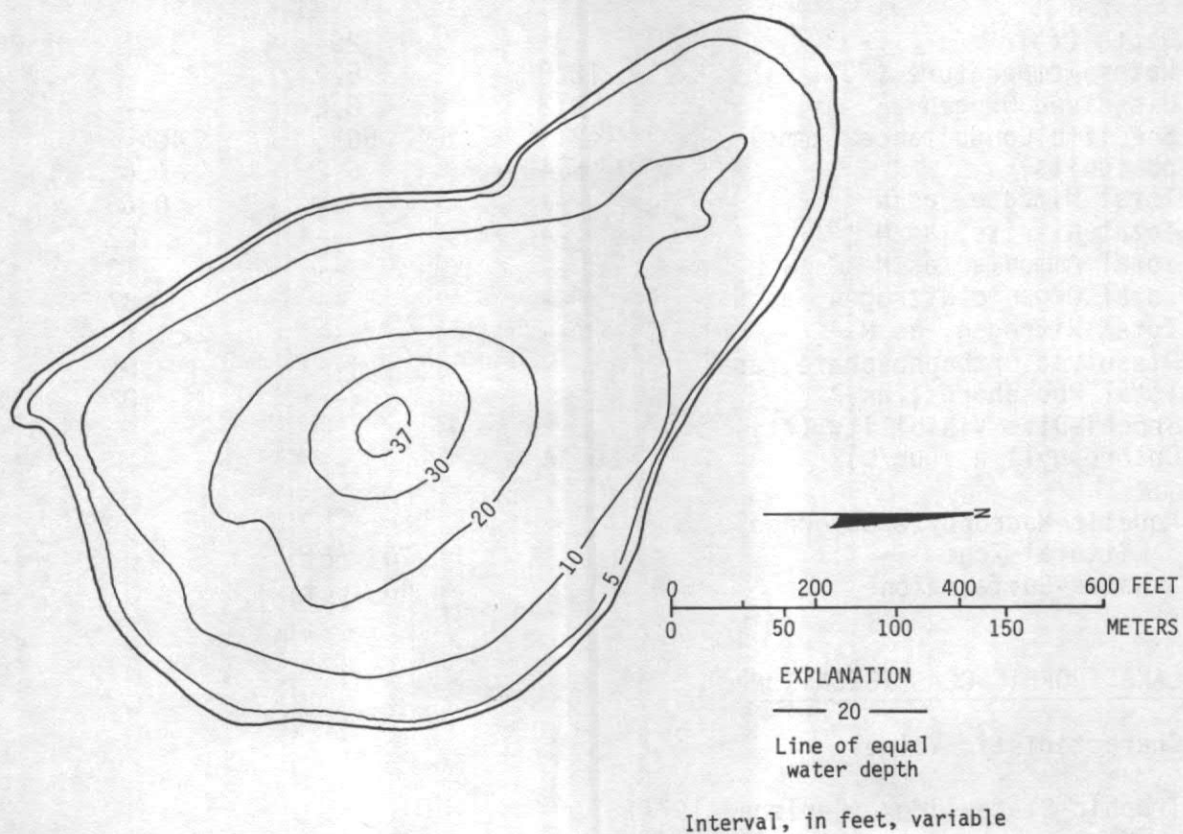 37
30
20
10
5
N
0 200 400 600 FEET
0 50 100 150 METERS
EXPLANATION
20
Line of equal
water depth
Interval, in feet, variable